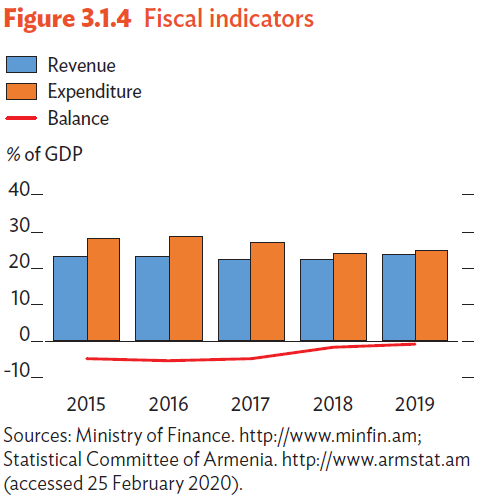 Figure 3.1.4 Fiscal indicators
Revenue
Expenditure
Balance
% of GDP
40
30
20
10
0
-10
2015 2016 2017 2018 2019
Sources: Ministry of Finance. http://www.minfin.am;
Statistical Committee of Armenia. http://www.armstat.am
(accessed 25 February 2020).